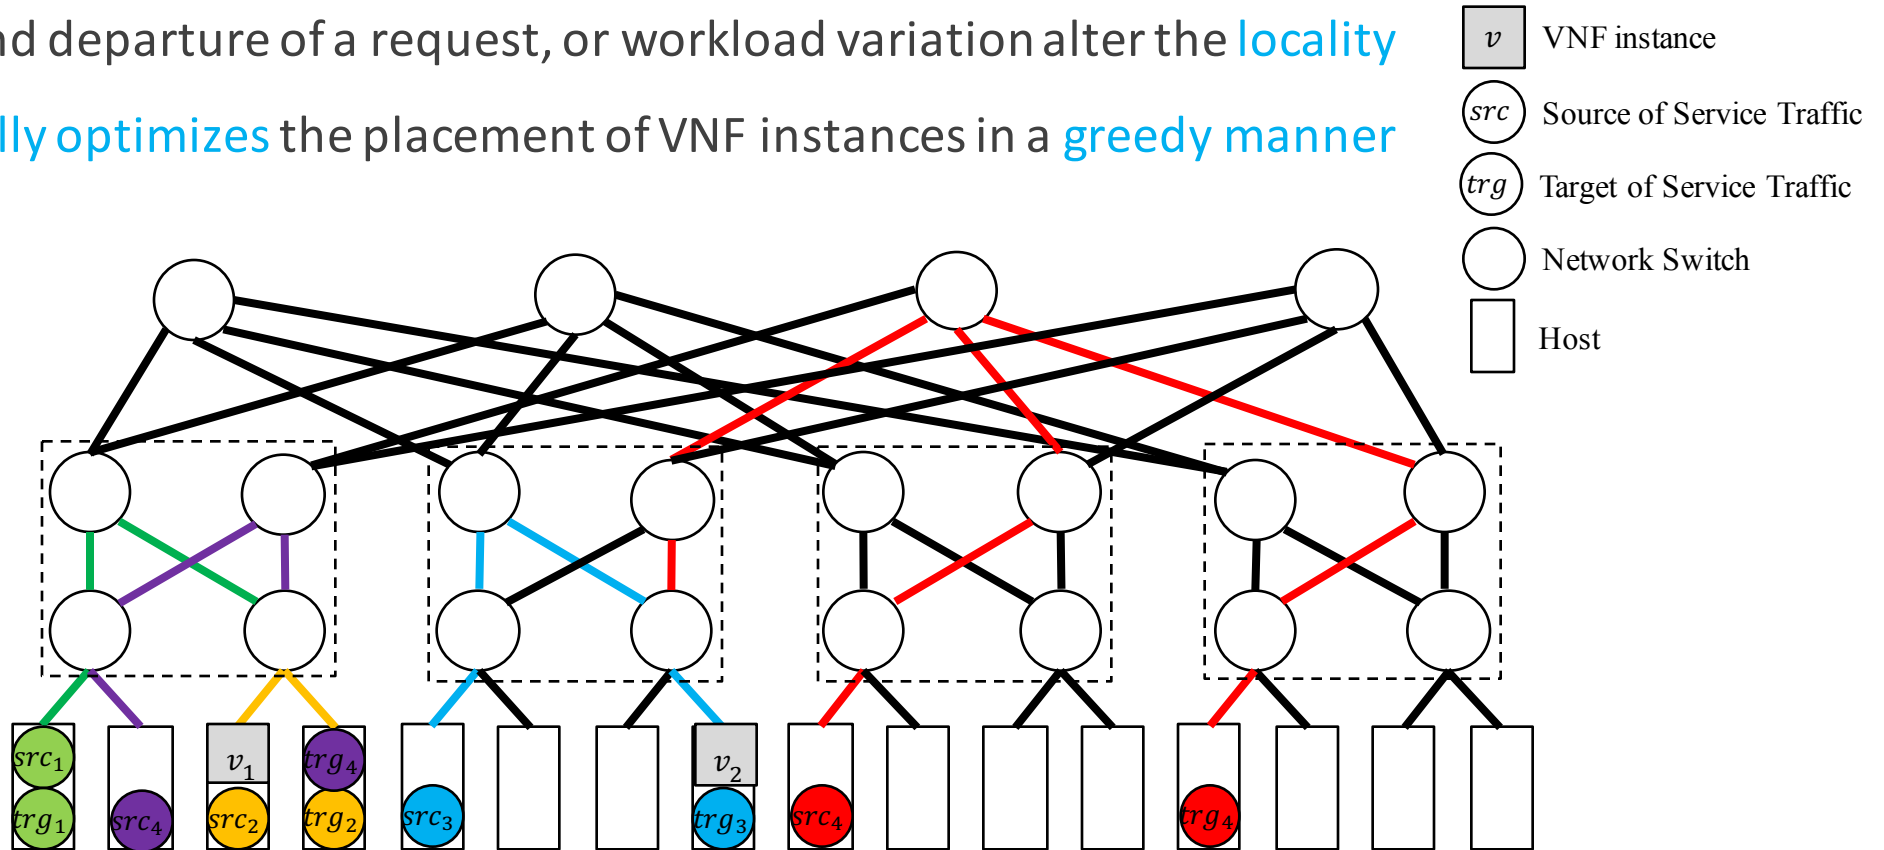 nd departure of a request, or workload variation alter the locality
lly optimizes the placement of VNF instances in a greedy manner
v VNF instance
src Source of Service Traffic
trg Target of Service Traffic
Network Switch
Host
src1 v1 trg4 v2
trg1 src4 src2 trg2 src3 trg3 src4 trg4